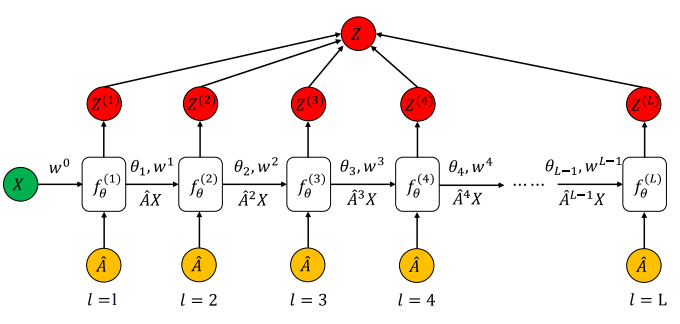 Z
Z^{(1)} Z^{(2)} Z^{(3)} Z^{(4)} Z^{(L)}
w^0 θ_1, w^1 θ_2, w^2 θ_3, w^3 θ_4, w^4 θ_{L−1}, w^{L−1}
X f_θ^{(1)} f_θ^{(2)} f_θ^{(3)} f_θ^{(4)} ⋯⋯ f_θ^{(L)}
ÂX Â^2X Â^3X Â^4X Â^{L−1}X
Â Â Â Â Â
l =1 l = 2 l = 3 l = 4 l = L